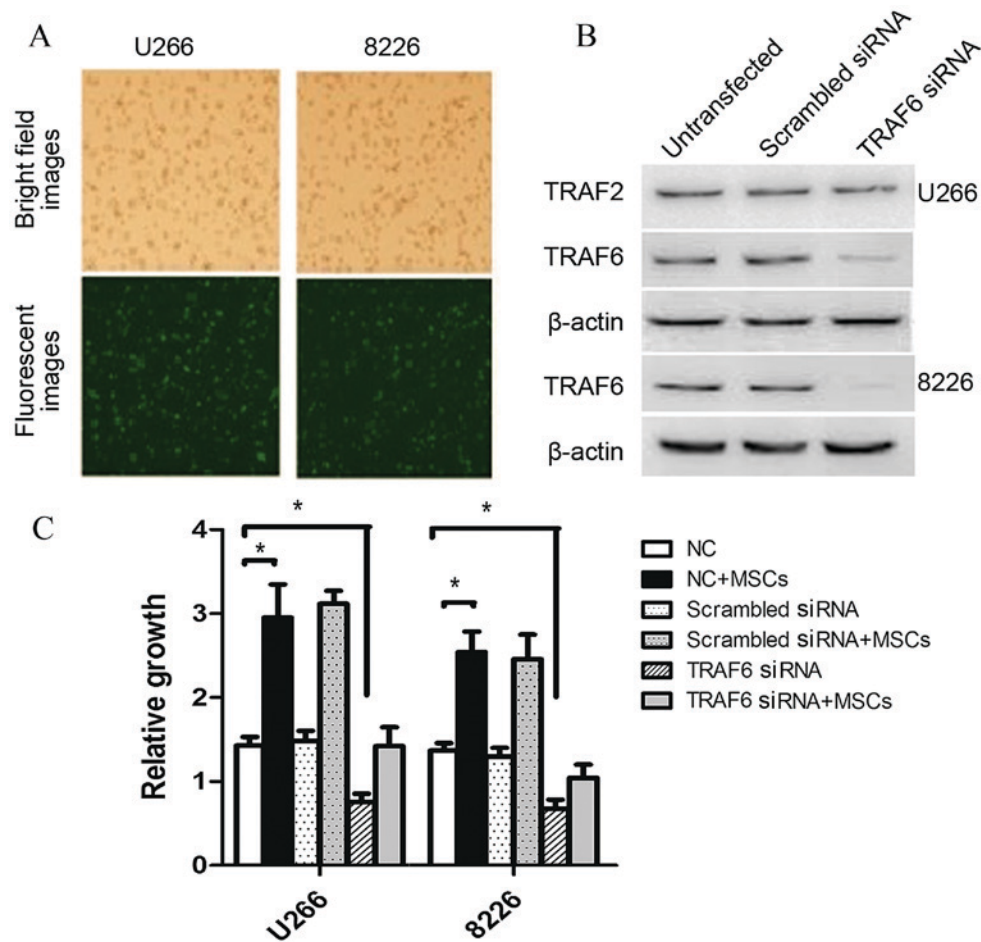 A
U266
8226
Bright field
images
Fluorescent
images
B
Untransfected
Scrambled siRNA
TRAF6 siRNA
TRAF2
U266
TRAF6
β-actin
TRAF6
8226
β-actin
C
Relative growth
4
3
2
1
0
*
*
*
*
U266
8226
NC
NC+MSCs
Scrambled siRNA
Scrambled siRNA+MSCs
TRAF6 siRNA
TRAF6 siRNA+MSCs